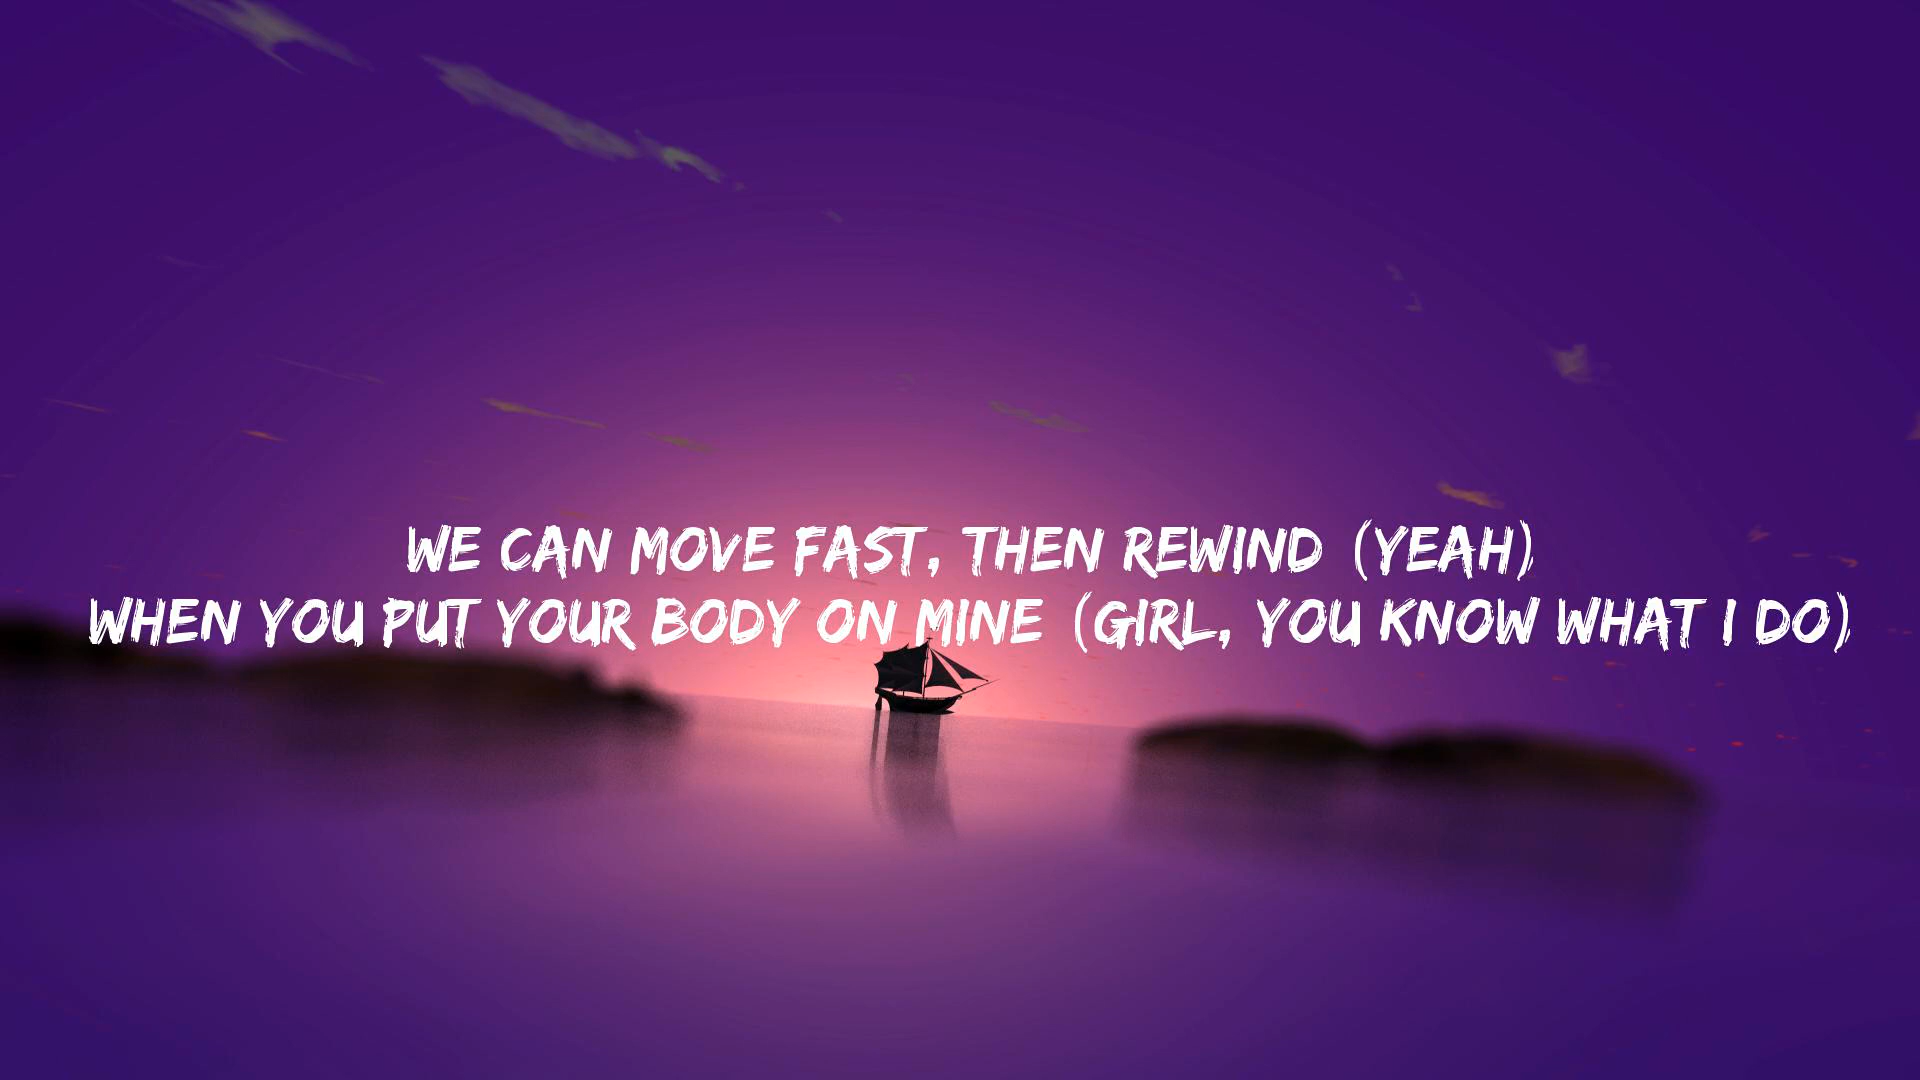 WE CAN MOVE FAST, THEN REWIND (YEAH)
WHEN YOU PUT YOUR BODY ON MINE (GIRL, YOU KNOW WHAT I DO)